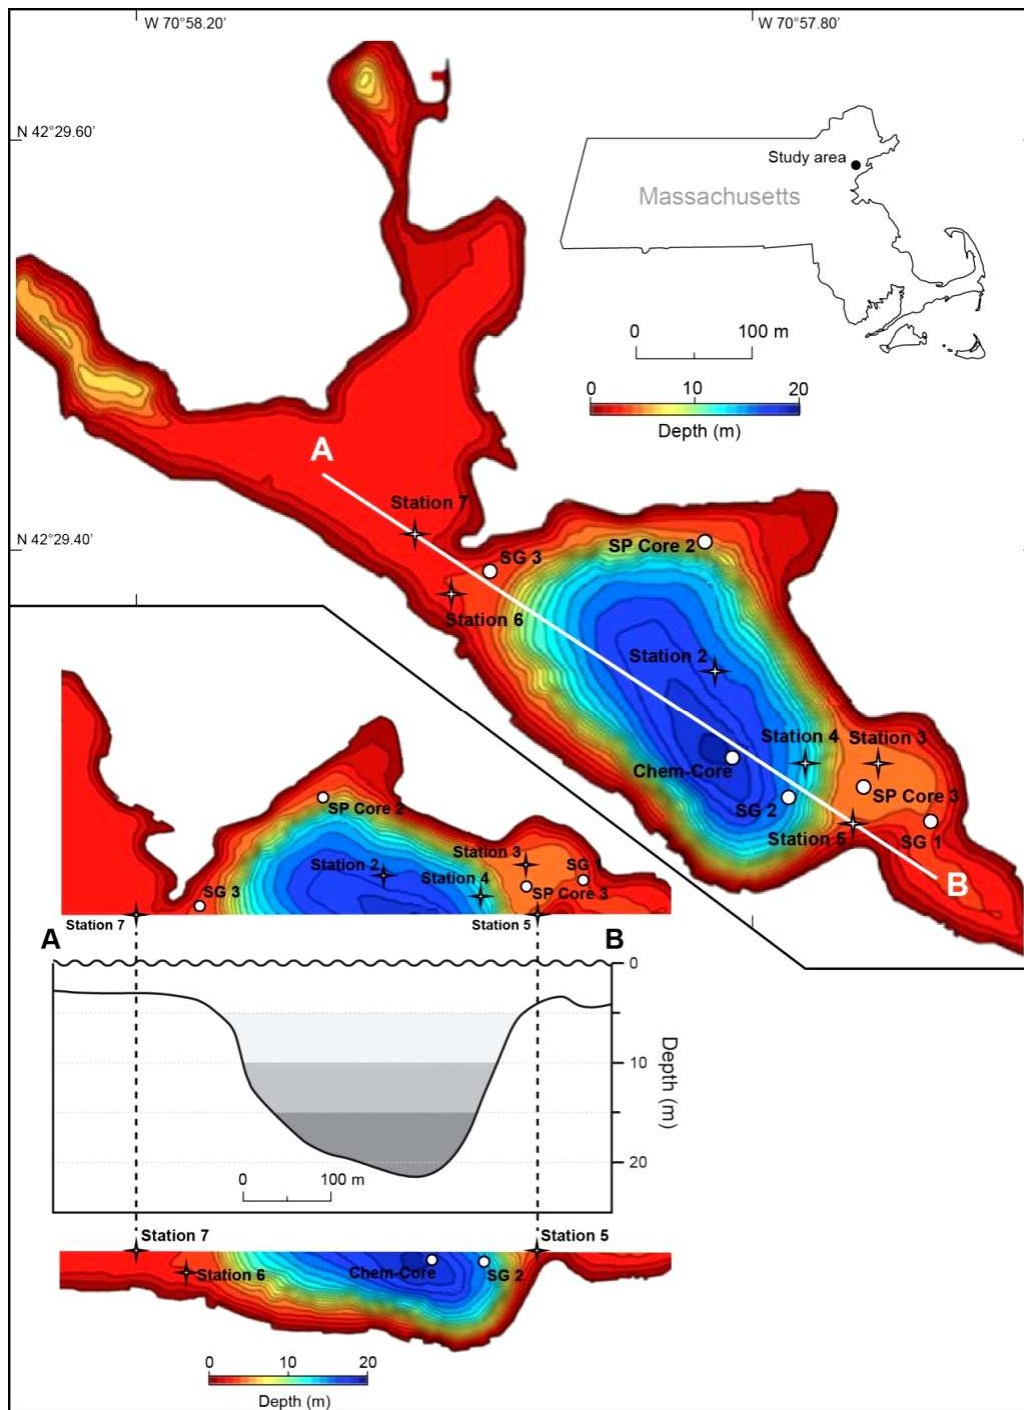 W 70°58.20'
W 70°57.80'
N 42°29.60'
Study area
Massachusetts
0 100 m
0 10 20
Depth (m)
A
Station 7
N 42°29.40'
SP Core 2
SG 3
Station 6
Station 2
Station 4
Station 3
Chem-Core
SP Core 3
SG 2
Station 5
SG 1
B
SP Core 2
Station 2
Station 3
Station 4
SG 1
SG 3
SP Core 3
Station 7
Station 5
A
B
0
10
20
Depth (m)
0 100 m
Station 7
Station 5
Station 6
Chem-Core
SG 2
0 10 20
Depth (m)